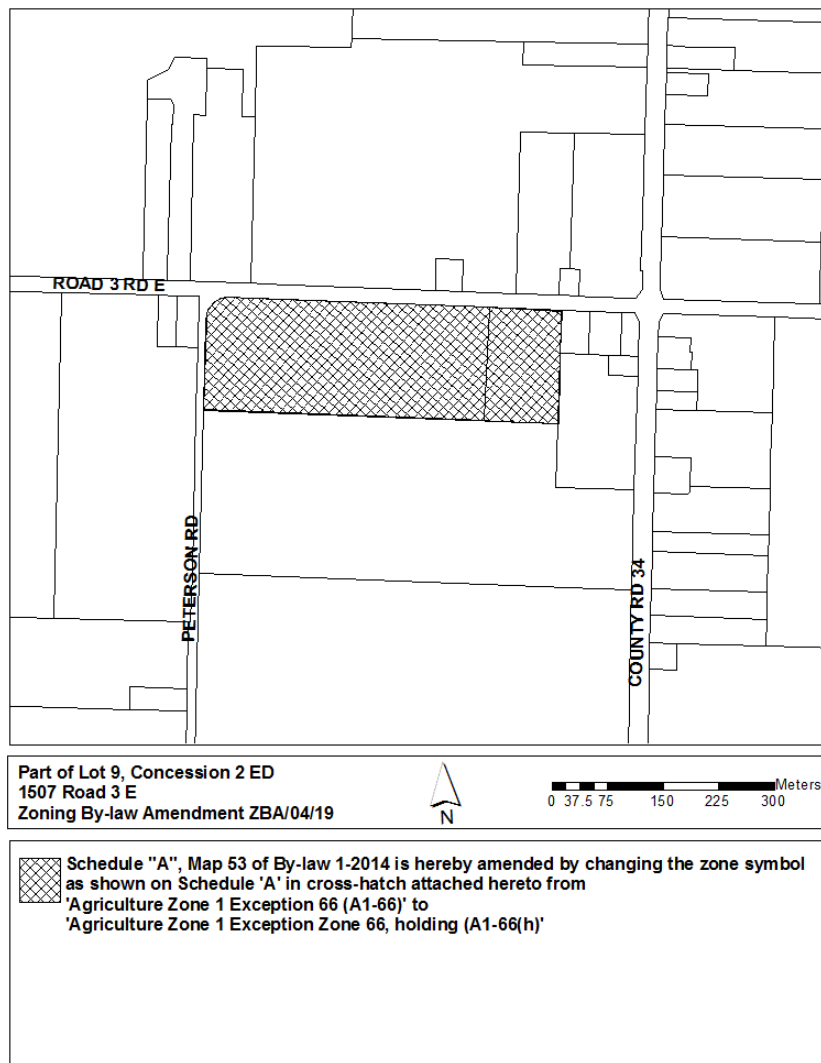 ROAD 3 RD E
PETERSON RD
COUNTY RD 34
Part of Lot 9, Concession 2 ED
1507 Road 3 E
Zoning By-law Amendment ZBA/04/19
N
Meters
0 37.5 75 150 225 300
Schedule "A", Map 53 of By-law 1-2014 is hereby amended by changing the zone symbol
as shown on Schedule 'A' in cross-hatch attached hereto from
'Agriculture Zone 1 Exception 66 (A1-66)' to
'Agriculture Zone 1 Exception Zone 66, holding (A1-66(h)'